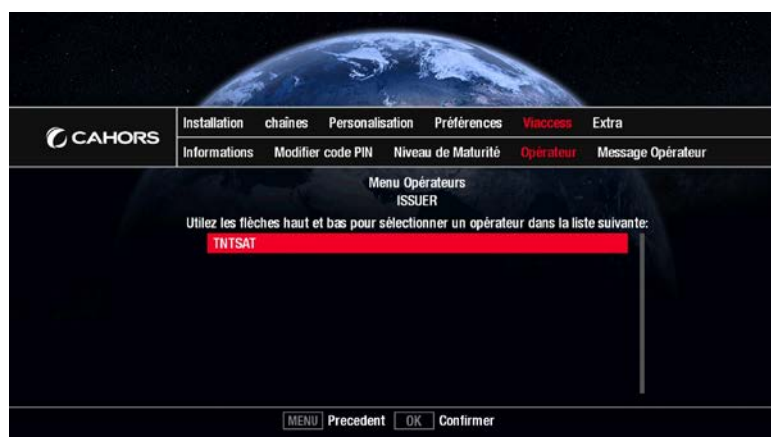 CAHORS
Installation chaînes Personalisation Préférences Viaccess Extra
Informations Modifier code PIN Niveau de Maturité Opérateur Message Opérateur
Menu Opérateurs
ISSUER
Utilez les flèches haut et bas pour sélectionner un opérateur dans la liste suivante:
TNTSAT
MENU Precedent OK Confirmer